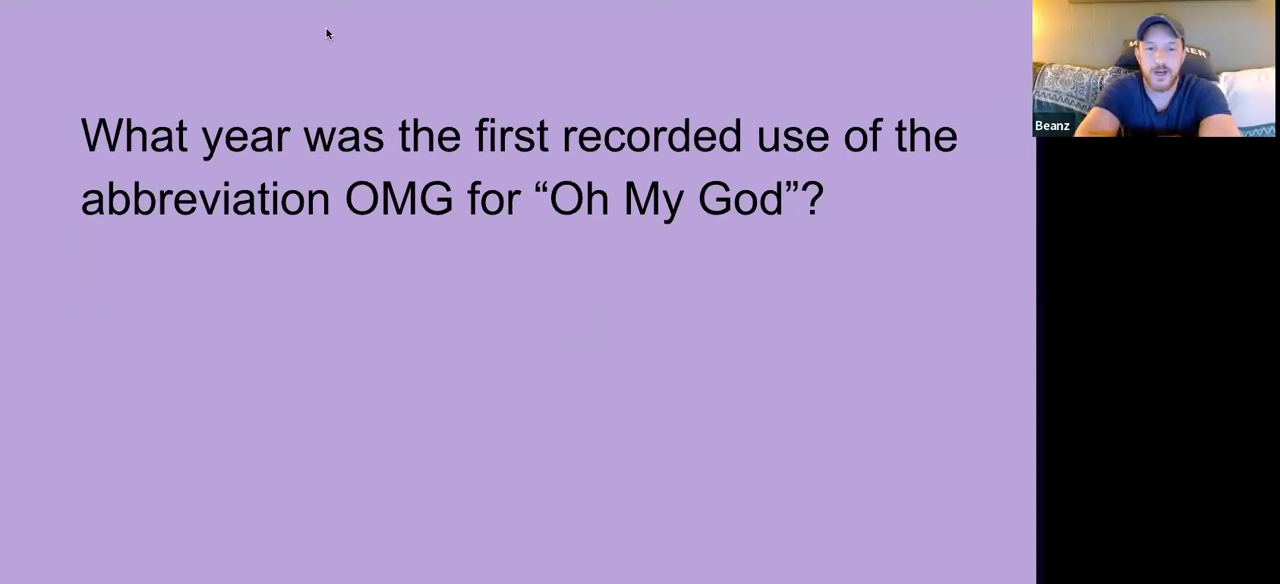 What year was the first recorded use of the
abbreviation OMG for “Oh My God”?
Beanz